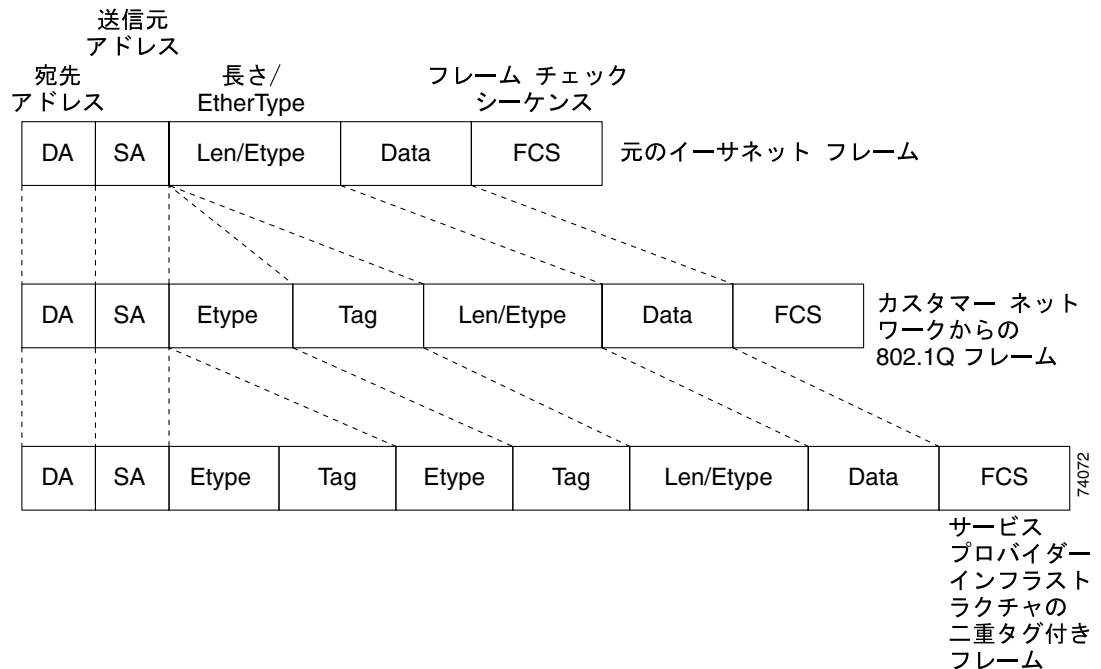 送信元
アドレス
宛先
アドレス
長さ/
EtherType
フレーム チェック
シーケンス
DA SA Len/Etype Data FCS
元のイーサネット フレーム
DA SA Etype Tag Len/Etype Data FCS
カスタマー ネット
ワークからの
802.1Q フレーム
DA SA Etype Tag Etype Tag Len/Etype Data FCS
74072
サービス
プロバイダー
インフラスト
ラクチャの
二重タグ付き
フレーム